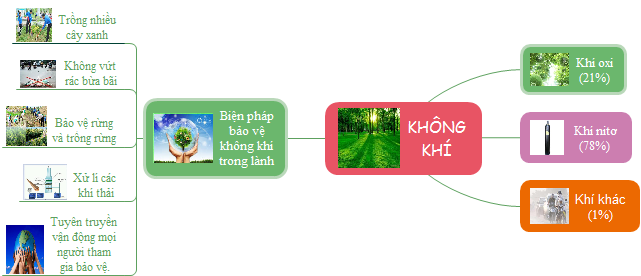 Trồng nhiều
cây xanh
Không vứt
rác bừa bãi
Bảo vệ rừng
và trồng rừng
Xử lí các
khí thải
Tuyên truyền
vận động mọi
người tham
gia bảo vệ.
Biện pháp
bảo vệ
không khí
trong lành
KHÔNG
KHÍ
Khí oxi
(21%)
Khí nitơ
(78%)
Khí khác
(1%)